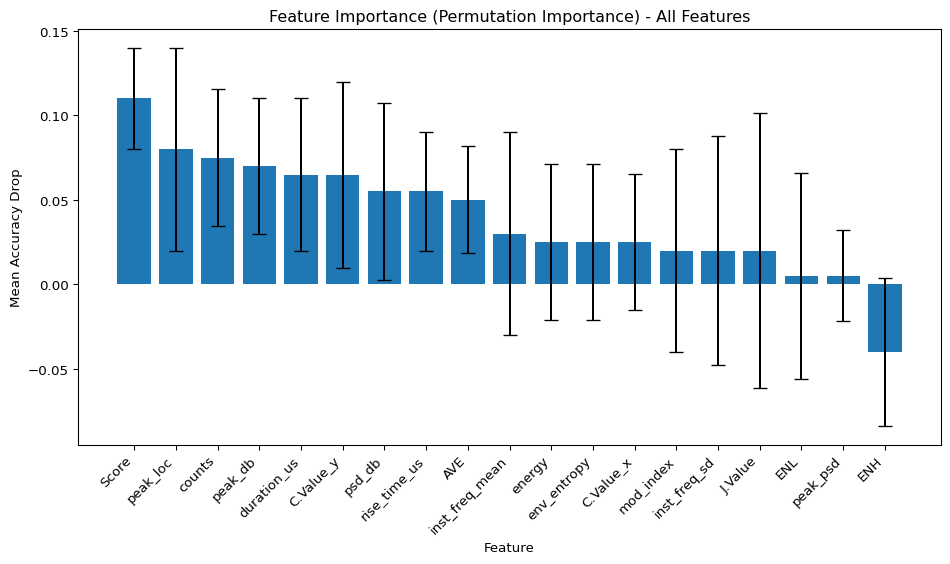 Feature Importance (Permutation Importance) - All Features
Mean Accuracy Drop
0.15
0.10
0.05
0.00
−0.05
Score
peak_loc
counts
peak_db
duration_us
C.Value_y
psd_db
rise_time_us
AVE
inst_freq_mean
energy
env_entropy
C.Value_x
mod_index
inst_freq_sd
J.Value
ENL
peak_psd
ENH
Feature